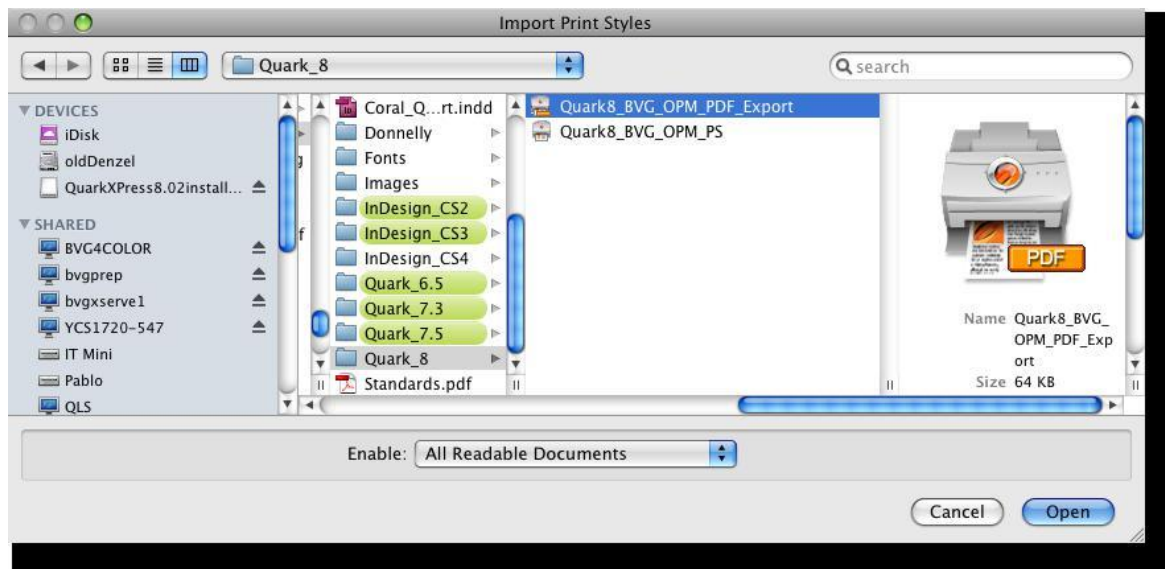 Import Print Styles
Quark_8
search
DEVICES
iDisk
oldDenzel
QuarkXPress8.02install...
SHARED
BVG4COLOR
bvgprep
bvgxserve1
YCS1720-547
IT Mini
Pablo
QLS
g
f
Coral_Q...rt.indd
Donnelly
Fonts
Images
InDesign_CS2
InDesign_CS3
InDesign_CS4
Quark_6.5
Quark_7.3
Quark_7.5
Quark_8
Standards.pdf
Quark8_BVG_OPM_PDF_Export
Quark8_BVG_OPM_PS
PDF
Name Quark8_BVG_
OPM_PDF_Exp
ort
Size 64 KB
Enable: All Readable Documents
Cancel
Open